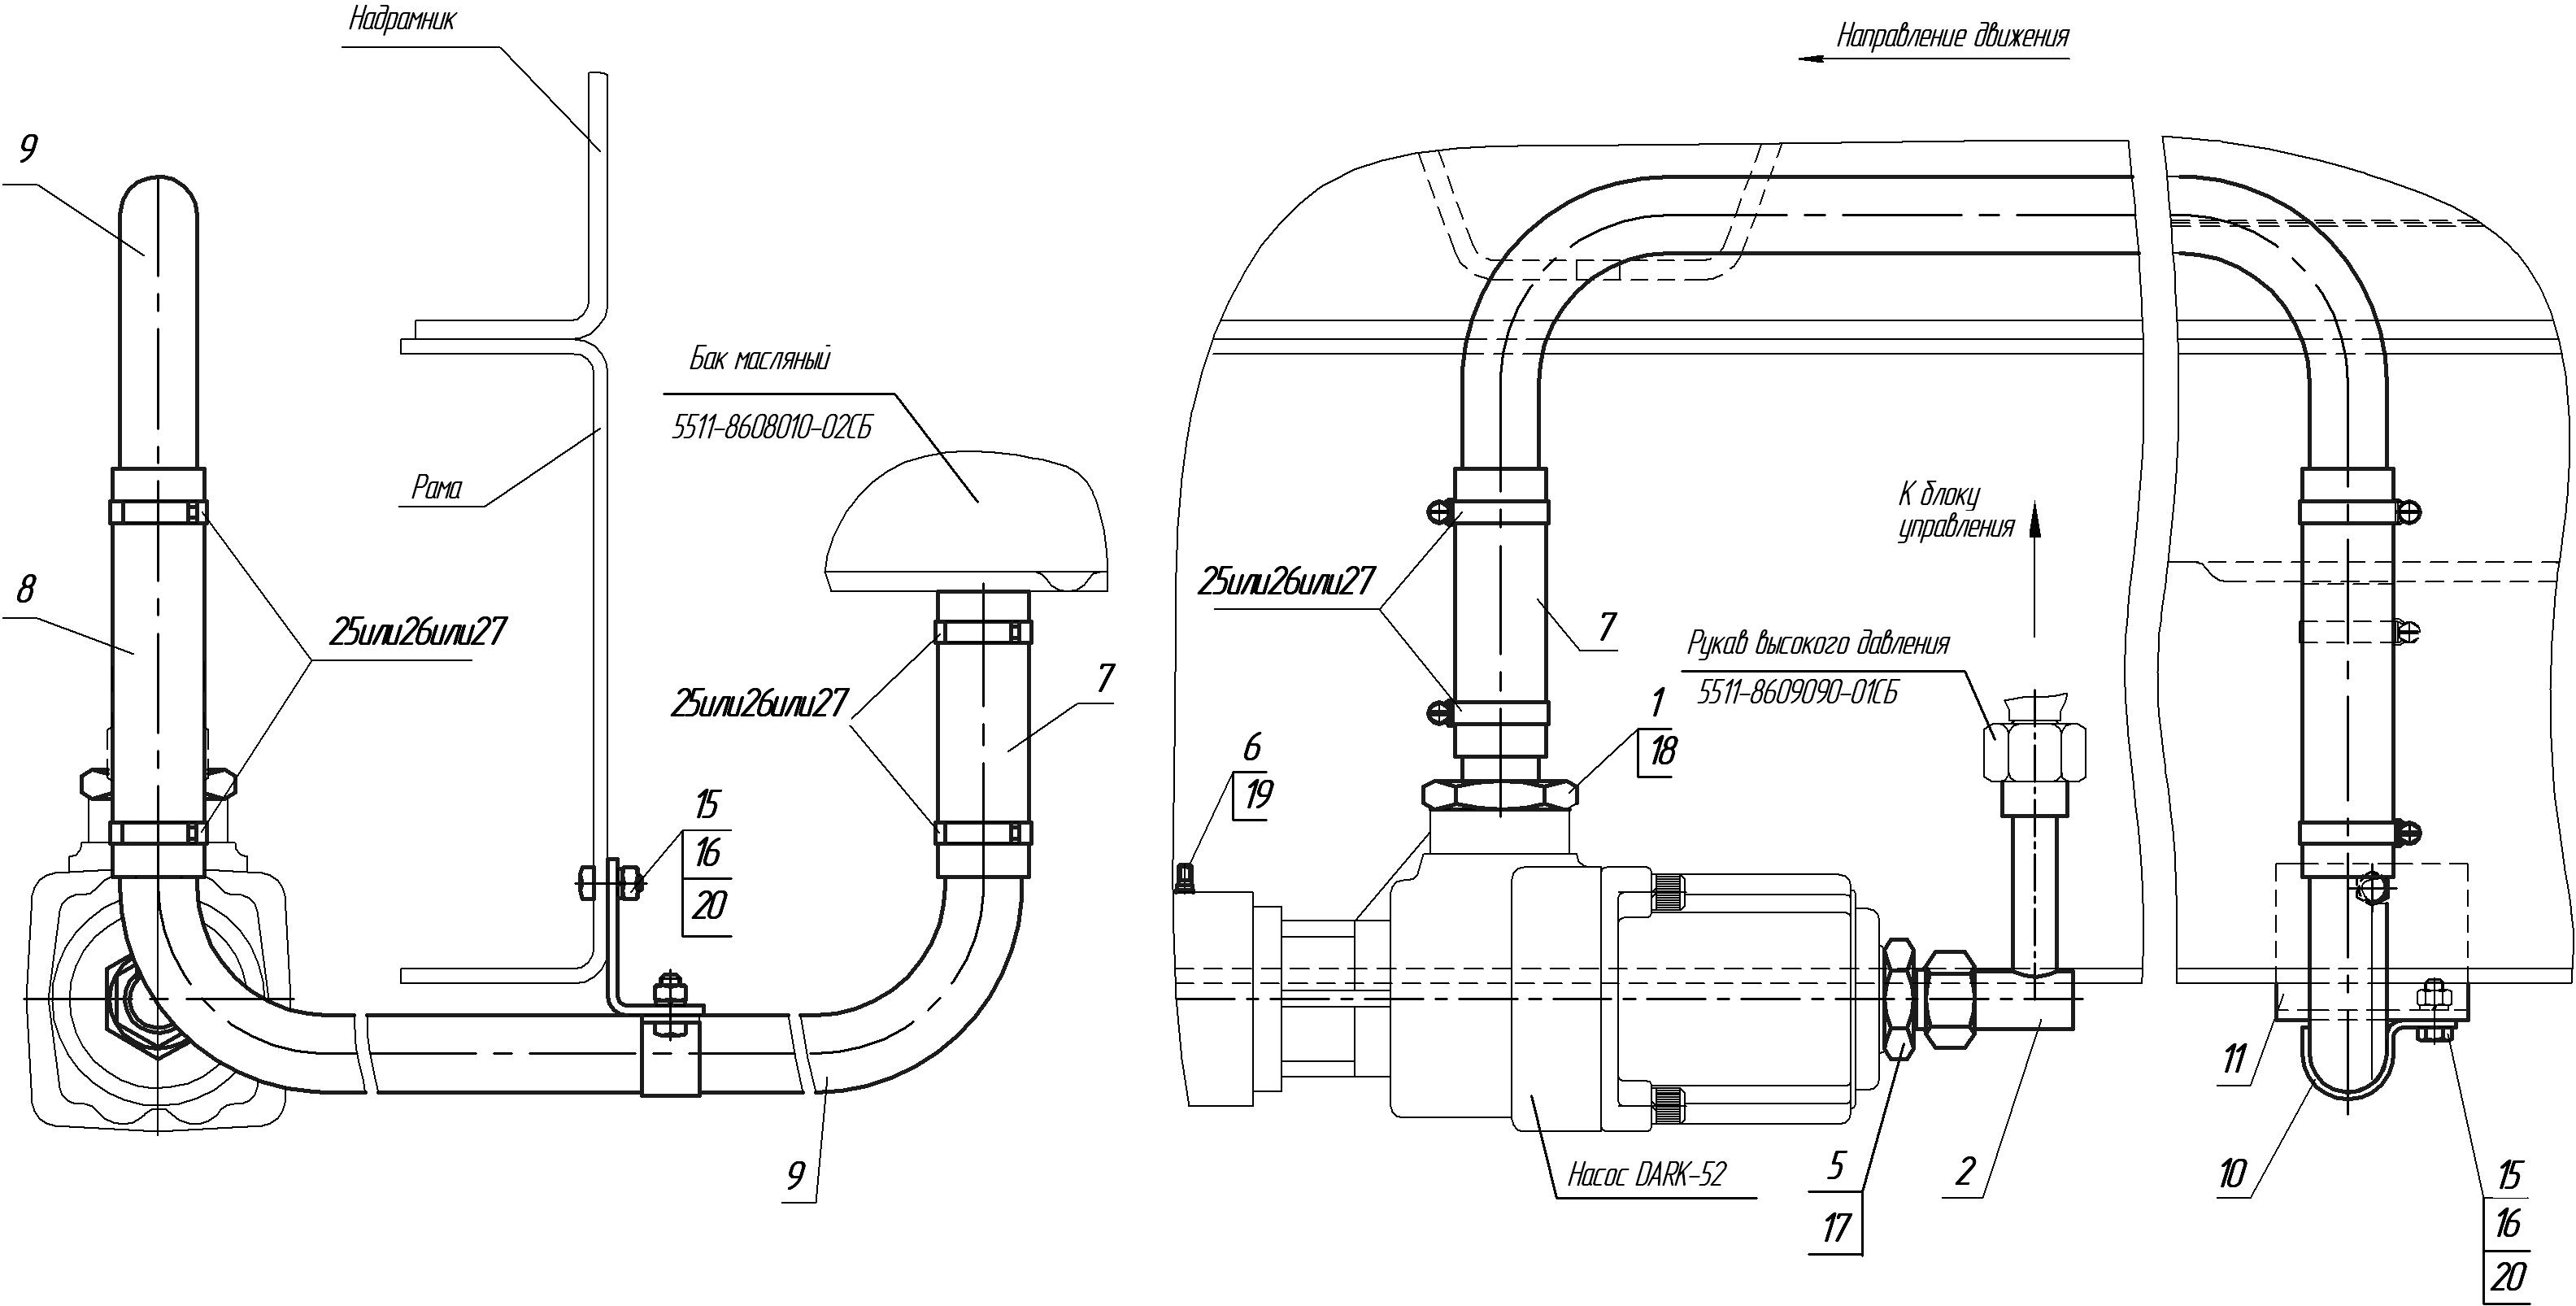 Надрамник
9
Бак масляный
5511-8608010-02СБ
Рама
8
25или26или27
25или26или27
7
15
16
20
9
Направление движения
К блоку
управления
25или26или27
7
Рукав высокого давления
5511-8609090-01СБ
1
18
6
19
Насос DARK-52
5
17
2
11
10
15
16
20